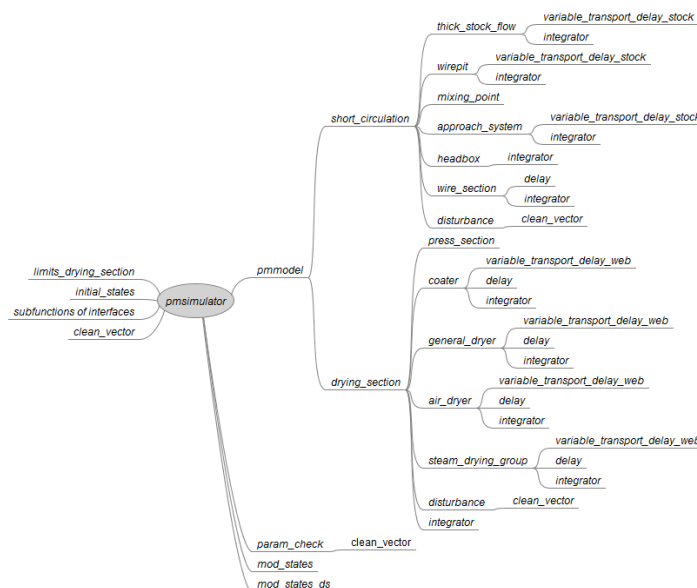 thick_stock_flow
variable_transport_delay_stock
integrator
wirepit
variable_transport_delay_stock
integrator
mixing_point
short_circulation
approach_system
variable_transport_delay_stock
integrator
headbox
integrator
wire_section
delay
integrator
disturbance
clean_vector
limits_drying_section
initial_states
subfunctions of interfaces
clean_vector
pmsimulator
pmmodel
press_section
coater
variable_transport_delay_web
delay
integrator
general_dryer
variable_transport_delay_web
delay
integrator
drying_section
air_dryer
variable_transport_delay_web
delay
integrator
steam_drying_group
variable_transport_delay_web
delay
integrator
disturbance
clean_vector
integrator
param_check
clean_vector
mod_states
mod_states_ds